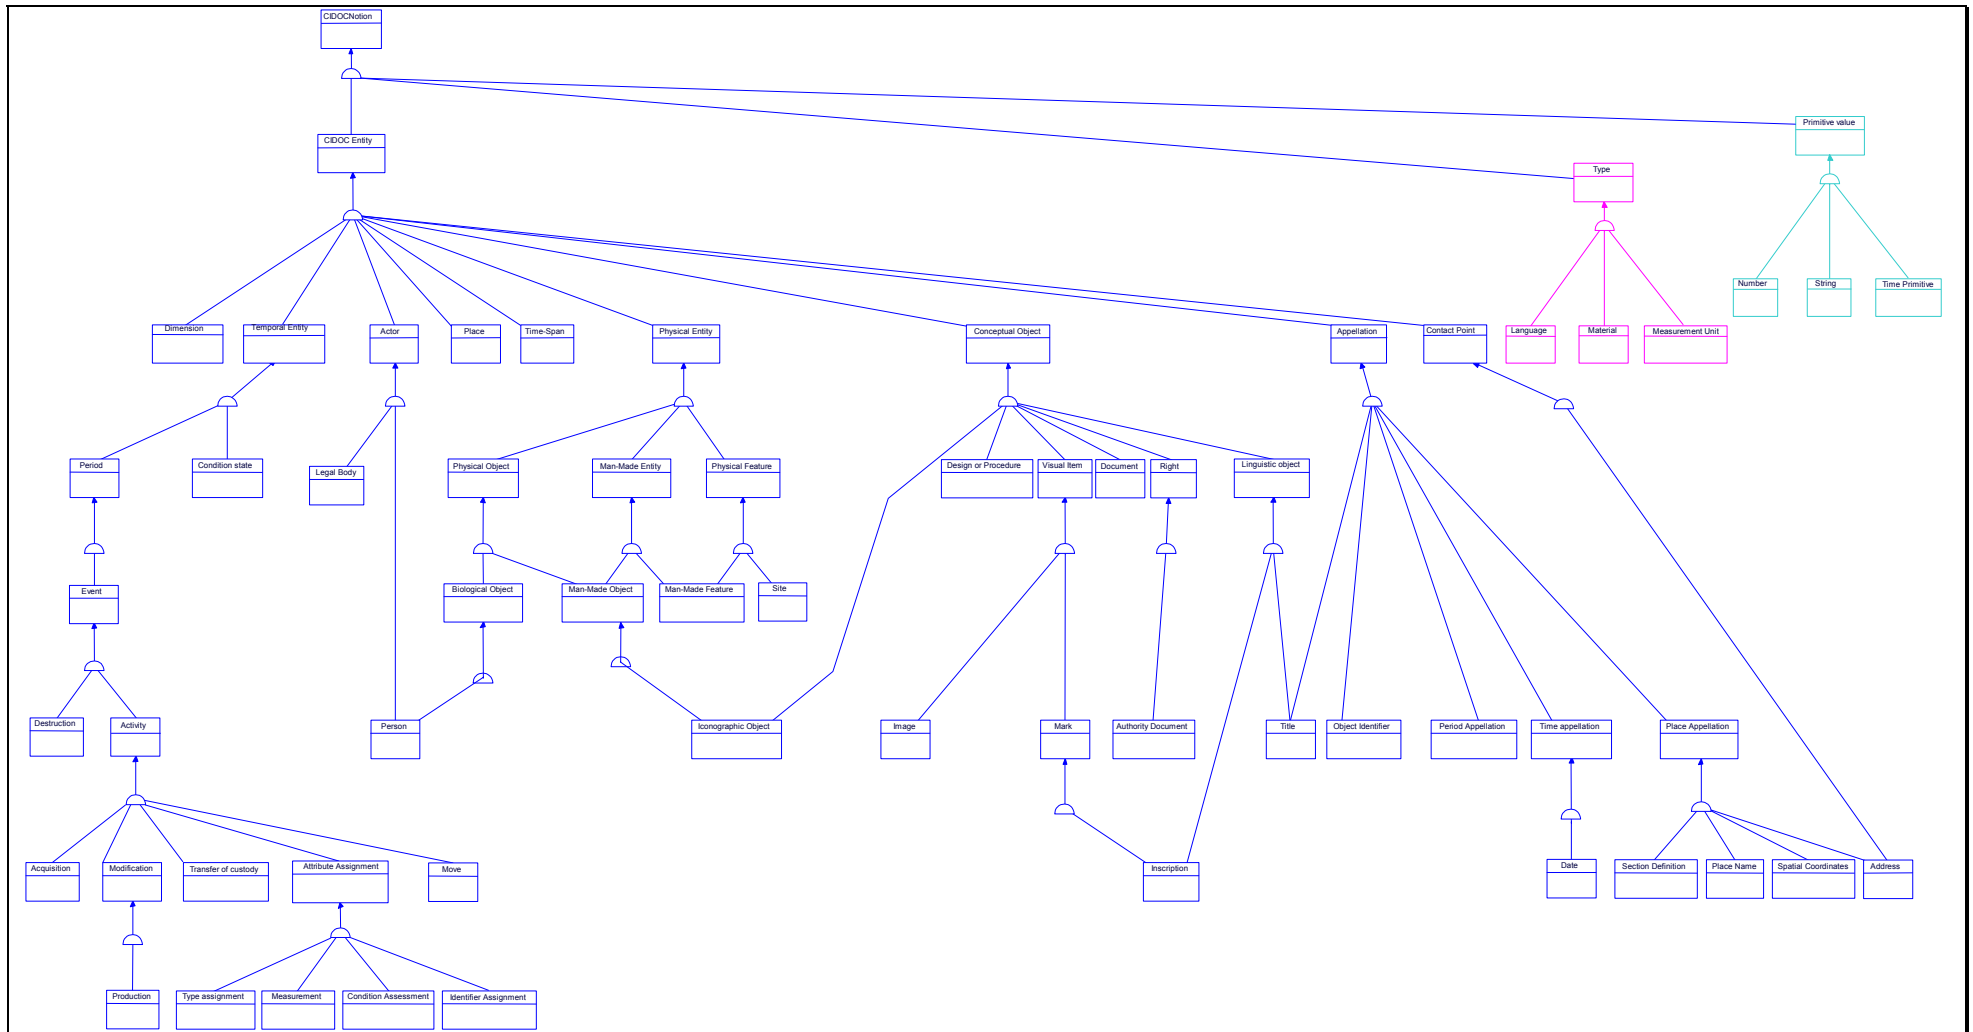 CIDOCNotion
CIDOC Entity
Primitive value
Type
Number
String
Time Primitive
Dimension
Temporal Entity
Actor
Place
Time-Span
Physical Entity
Conceptual Object
Appellation
Contact Point
Language
Material
Measurement Unit
Period
Condition state
Legal Body
Physical Object
Man-Made Entity
Physical Feature
Design or Procedure
Visual Item
Document
Right
Linguistic object
Event
Biological Object
Man-Made Object
Man-Made Feature
Site
Destruction
Activity
Person
Iconographic Object
Image
Mark
Authority Document
Title
Object Identifier
Period Appellation
Time appellation
Place Appellation
Acquisition
Modification
Transfer of custody
Attribute Assignment
Move
Inscription
Date
Section Definition
Place Name
Spatial Coordinates
Address
Production
Type assignment
Measurement
Condition Assessment
Identifier Assignment